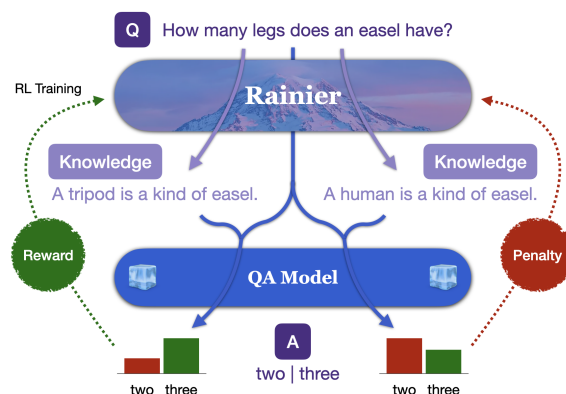 Q How many legs does an easel have?
RL Training
Rainier
Knowledge
Knowledge
A tripod is a kind of easel.
A human is a kind of easel.
Reward
Penalty
QA Model
A
two | three
two three
two three